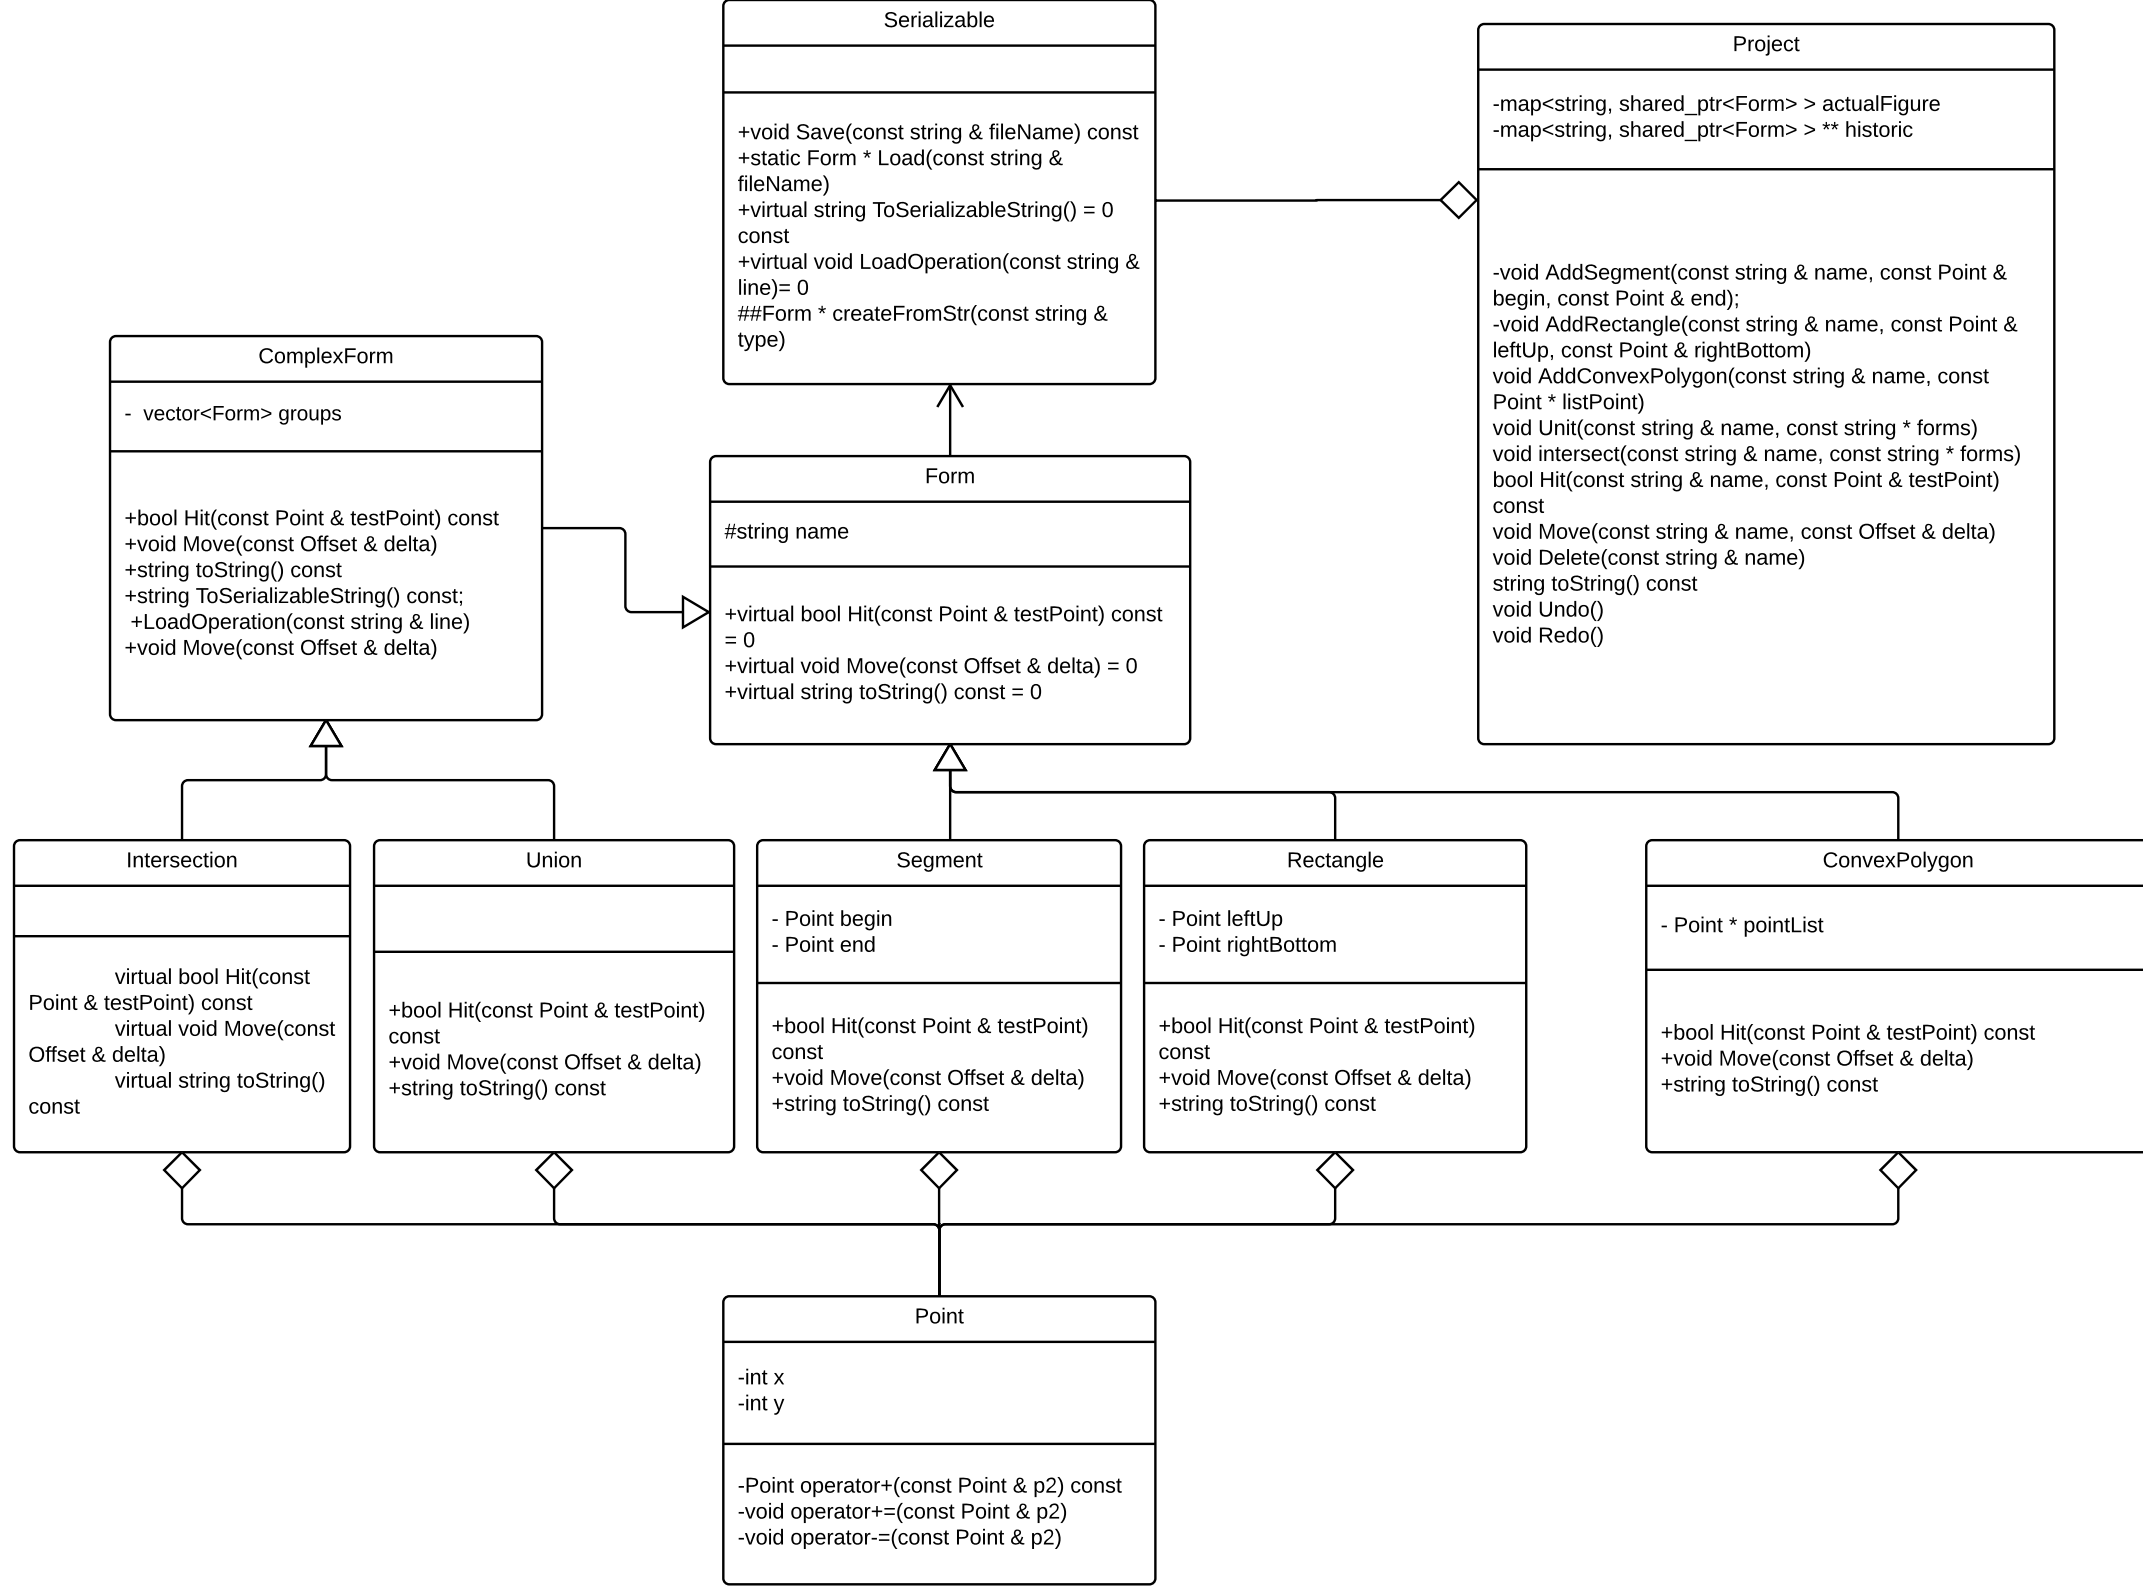 Serializable
+void Save(const string & fileName) const
+static Form * Load(const string &
fileName)
+virtual string ToSerializableString() = 0
const
+virtual void LoadOperation(const string &
line)= 0
##Form * createFromStr(const string &
type)
Project
-map<string, shared_ptr<Form> > actualFigure
-map<string, shared_ptr<Form> > ** historic
-void AddSegment(const string & name, const Point &
begin, const Point & end);
-void AddRectangle(const string & name, const Point &
leftUp, const Point & rightBottom)
void AddConvexPolygon(const string & name, const
Point * listPoint)
void Unit(const string & name, const string * forms)
void intersect(const string & name, const string * forms)
bool Hit(const string & name, const Point & testPoint)
const
void Move(const string & name, const Offset & delta)
void Delete(const string & name)
string toString() const
void Undo()
void Redo()
ComplexForm
-  vector<Form> groups
+bool Hit(const Point & testPoint) const
+void Move(const Offset & delta)
+string toString() const
+string ToSerializableString() const;
+LoadOperation(const string & line)
+void Move(const Offset & delta)
Form
#string name
+virtual bool Hit(const Point & testPoint) const
= 0
+virtual void Move(const Offset & delta) = 0
+virtual string toString() const = 0
Intersection
virtual bool Hit(const
Point & testPoint) const
virtual void Move(const
Offset & delta)
virtual string toString()
const
Union
+bool Hit(const Point & testPoint)
const
+void Move(const Offset & delta)
+string toString() const
Segment
- Point begin
- Point end
+bool Hit(const Point & testPoint)
const
+void Move(const Offset & delta)
+string toString() const
Rectangle
- Point leftUp
- Point rightBottom
+bool Hit(const Point & testPoint)
const
+void Move(const Offset & delta)
+string toString() const
ConvexPolygon
- Point * pointList
+bool Hit(const Point & testPoint) const
+void Move(const Offset & delta)
+string toString() const
Point
-int x
-int y
-Point operator+(const Point & p2) const
-void operator+=(const Point & p2)
-void operator-=(const Point & p2)